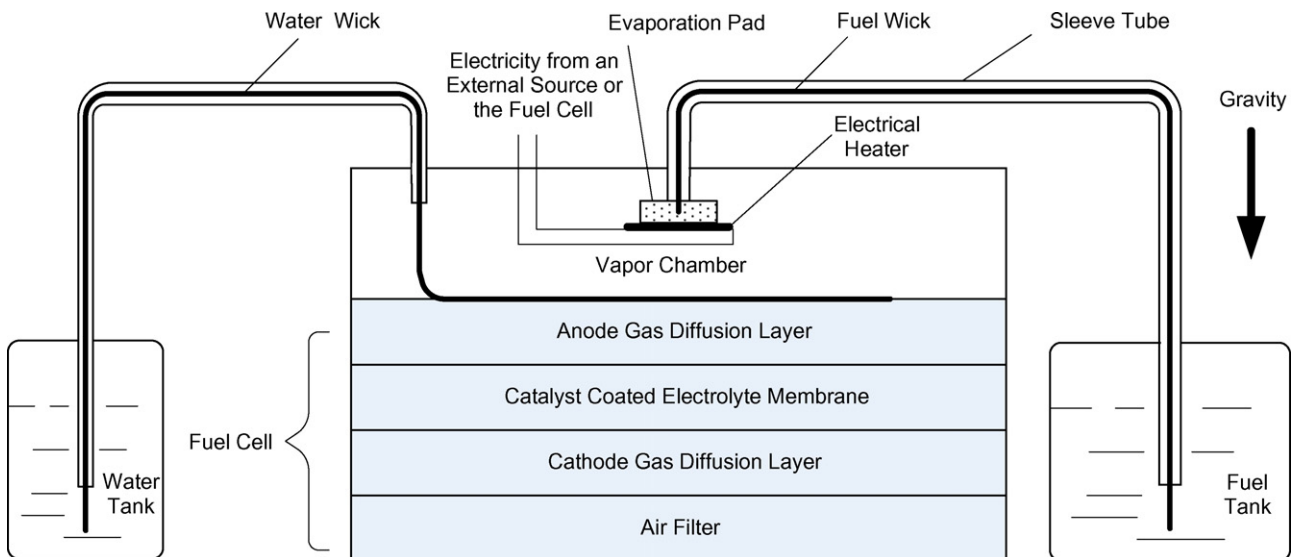 Water Wick
Evaporation Pad
Fuel Wick
Sleeve Tube
Electricity from an
External Source or
the Fuel Cell
Electrical
Heater
Gravity
Vapor Chamber
Anode Gas Diffusion Layer
Catalyst Coated Electrolyte Membrane
Fuel Cell
Cathode Gas Diffusion Layer
Water
Tank
Fuel
Tank
Air Filter